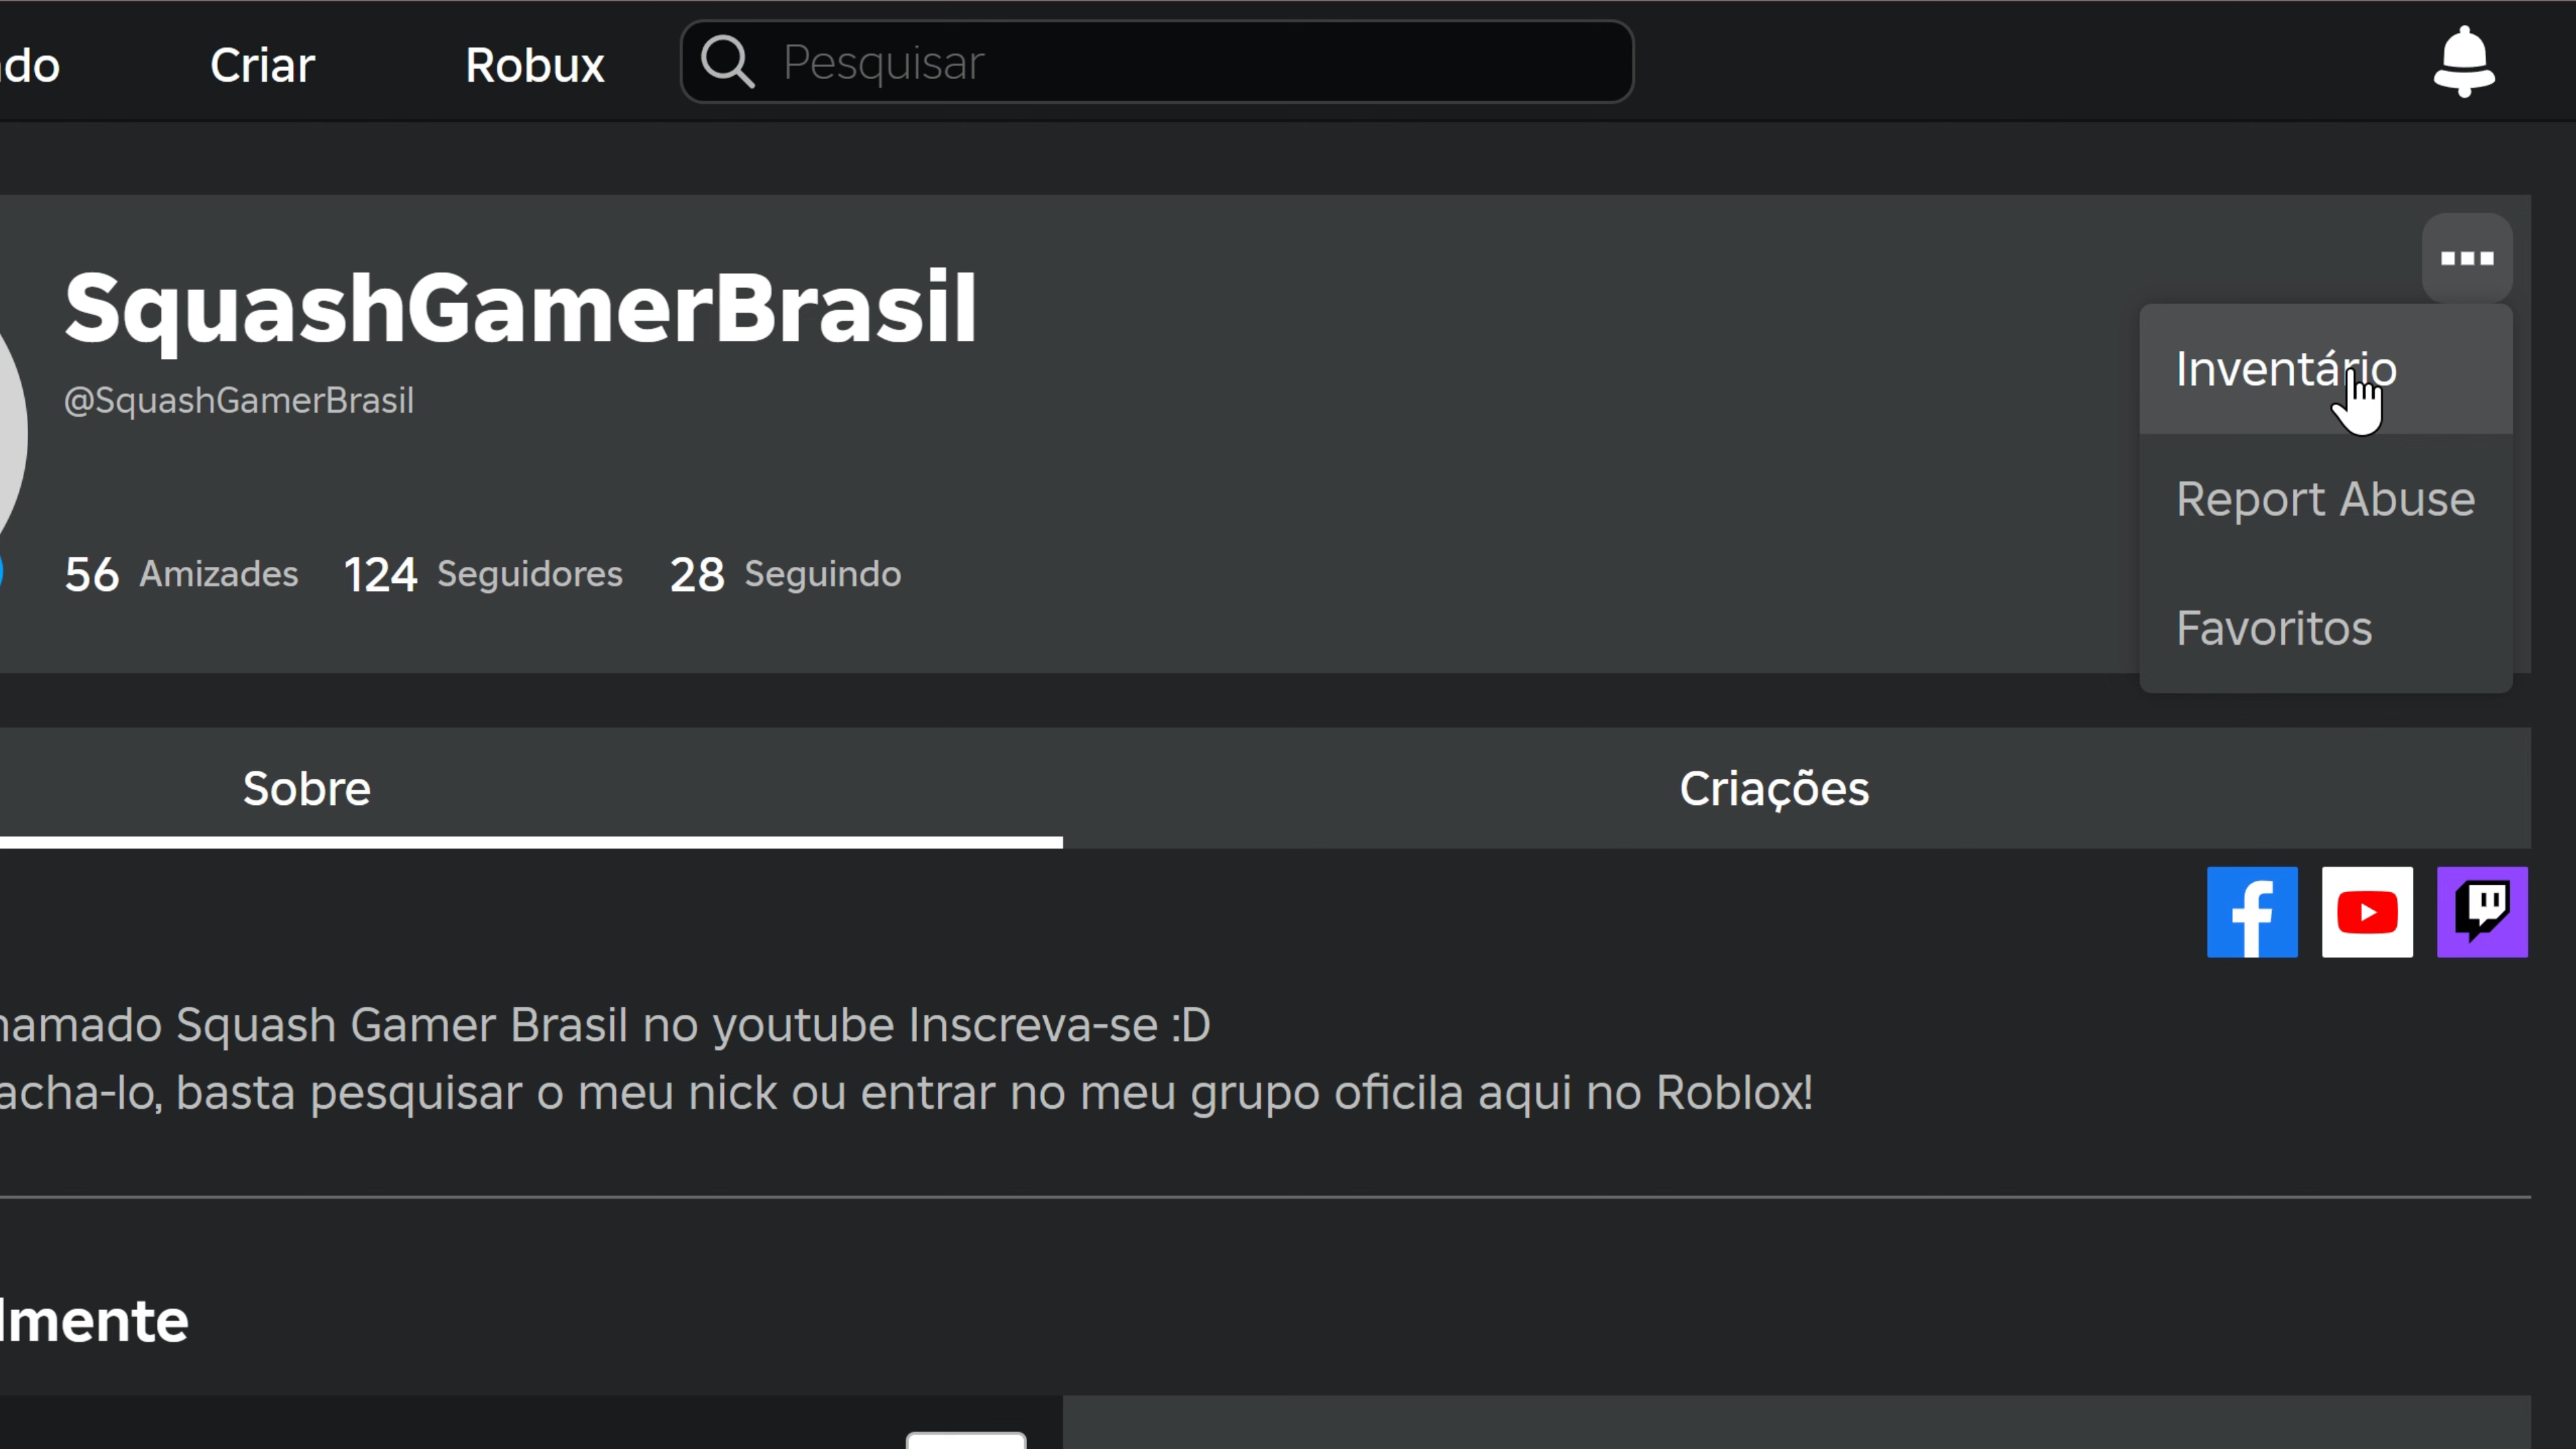 do Criar Robux Pesquisar
SquashGamerBrasil
@SquashGamerBrasil
56 Amizades 124 Seguidores 28 Seguindo
Inventário
Report Abuse
Favoritos
Sobre Criações
hamado Squash Gamer Brasil no youtube Inscreva-se :D
acha-lo, basta pesquisar o meu nick ou entrar no meu grupo oficila aqui no Roblox!
lmente